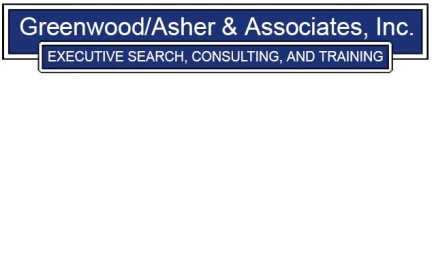 Greenwood/Asher & Associates, Inc.
EXECUTIVE SEARCH, CONSULTING, AND TRAINING